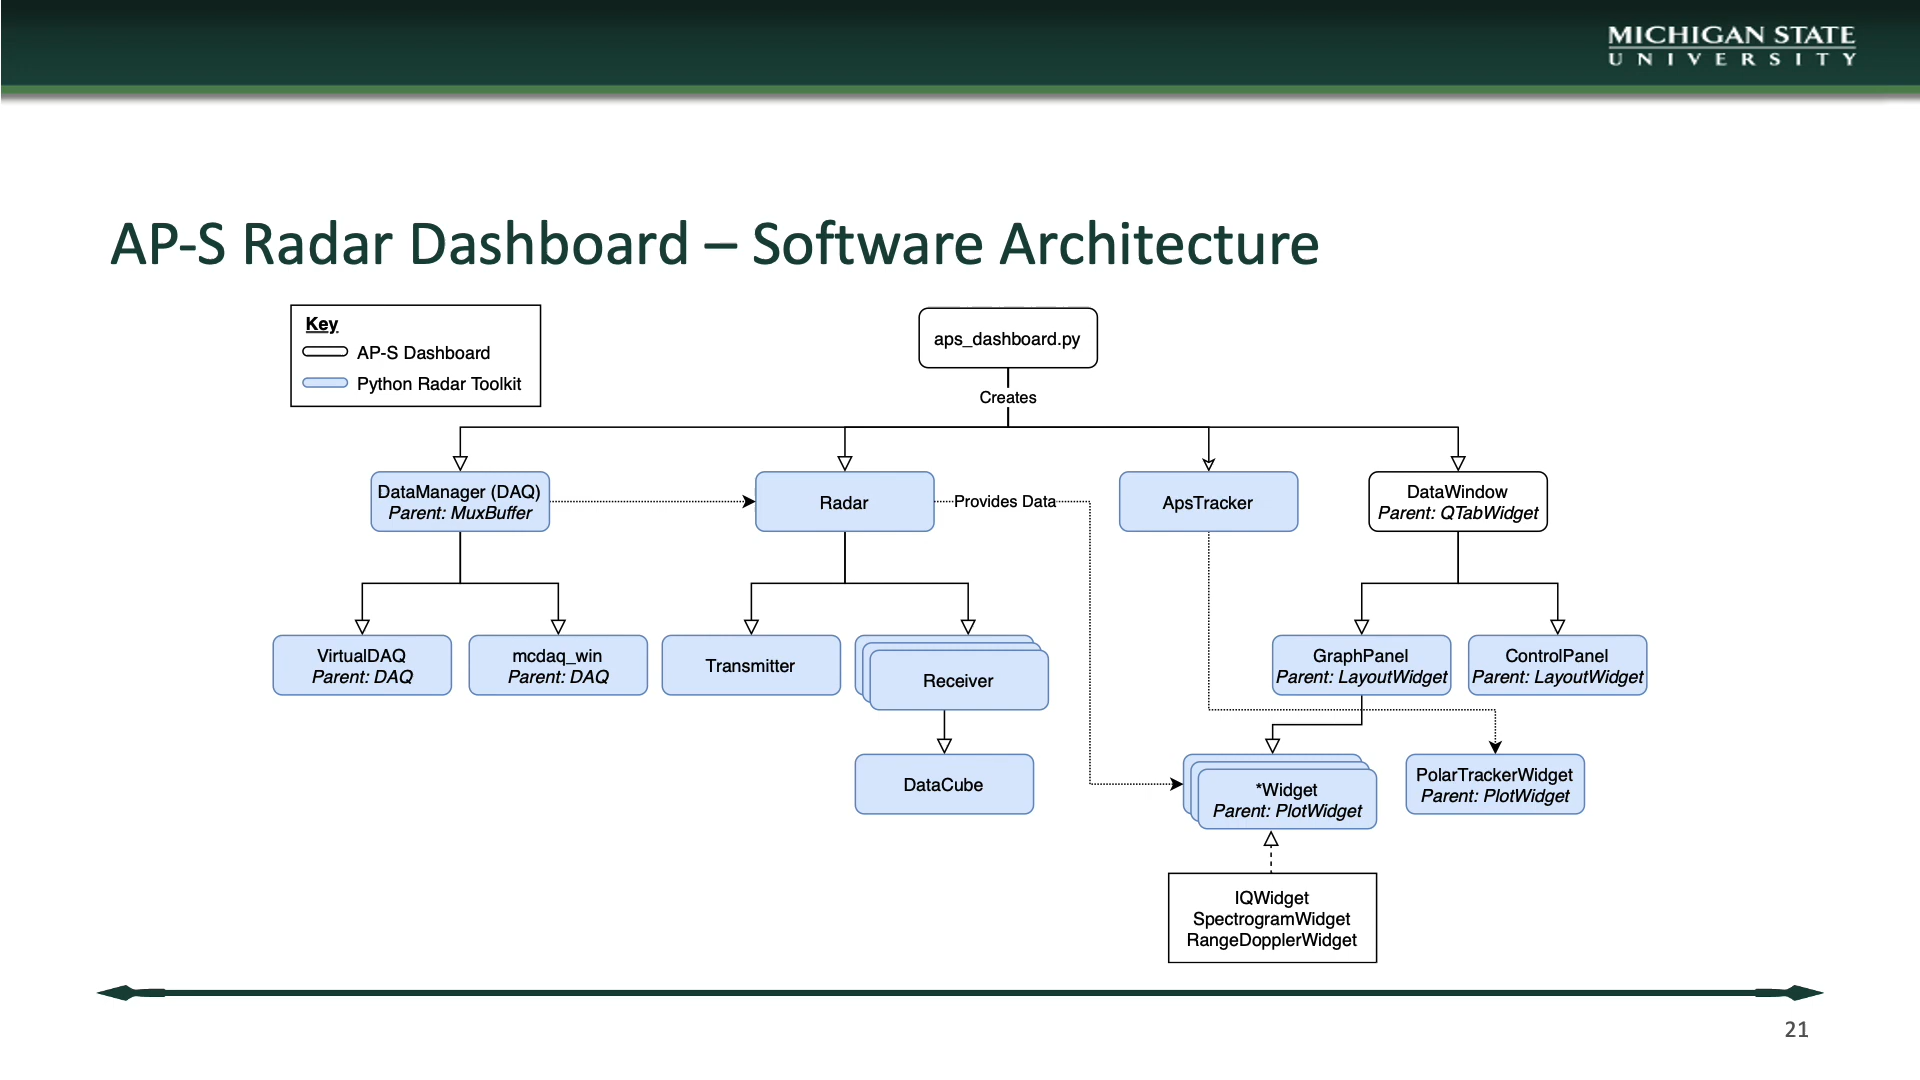 MICHIGAN STATE
UNIVERSITY
AP-S Radar Dashboard – Software Architecture
Key
AP-S Dashboard
Python Radar Toolkit
aps_dashboard.py
Creates
DataManager (DAQ)
Parent: MuxBuffer
Radar
Provides Data
ApsTracker
DataWindow
Parent: QTabWidget
VirtualDAQ
Parent: DAQ
mcdaq_win
Parent: DAQ
Transmitter
Receiver
GraphPanel
Parent: LayoutWidget
ControlPanel
Parent: LayoutWidget
DataCube
*Widget
Parent: PlotWidget
PolarTrackerWidget
Parent: PlotWidget
IQWidget
SpectrogramWidget
RangeDopplerWidget
21